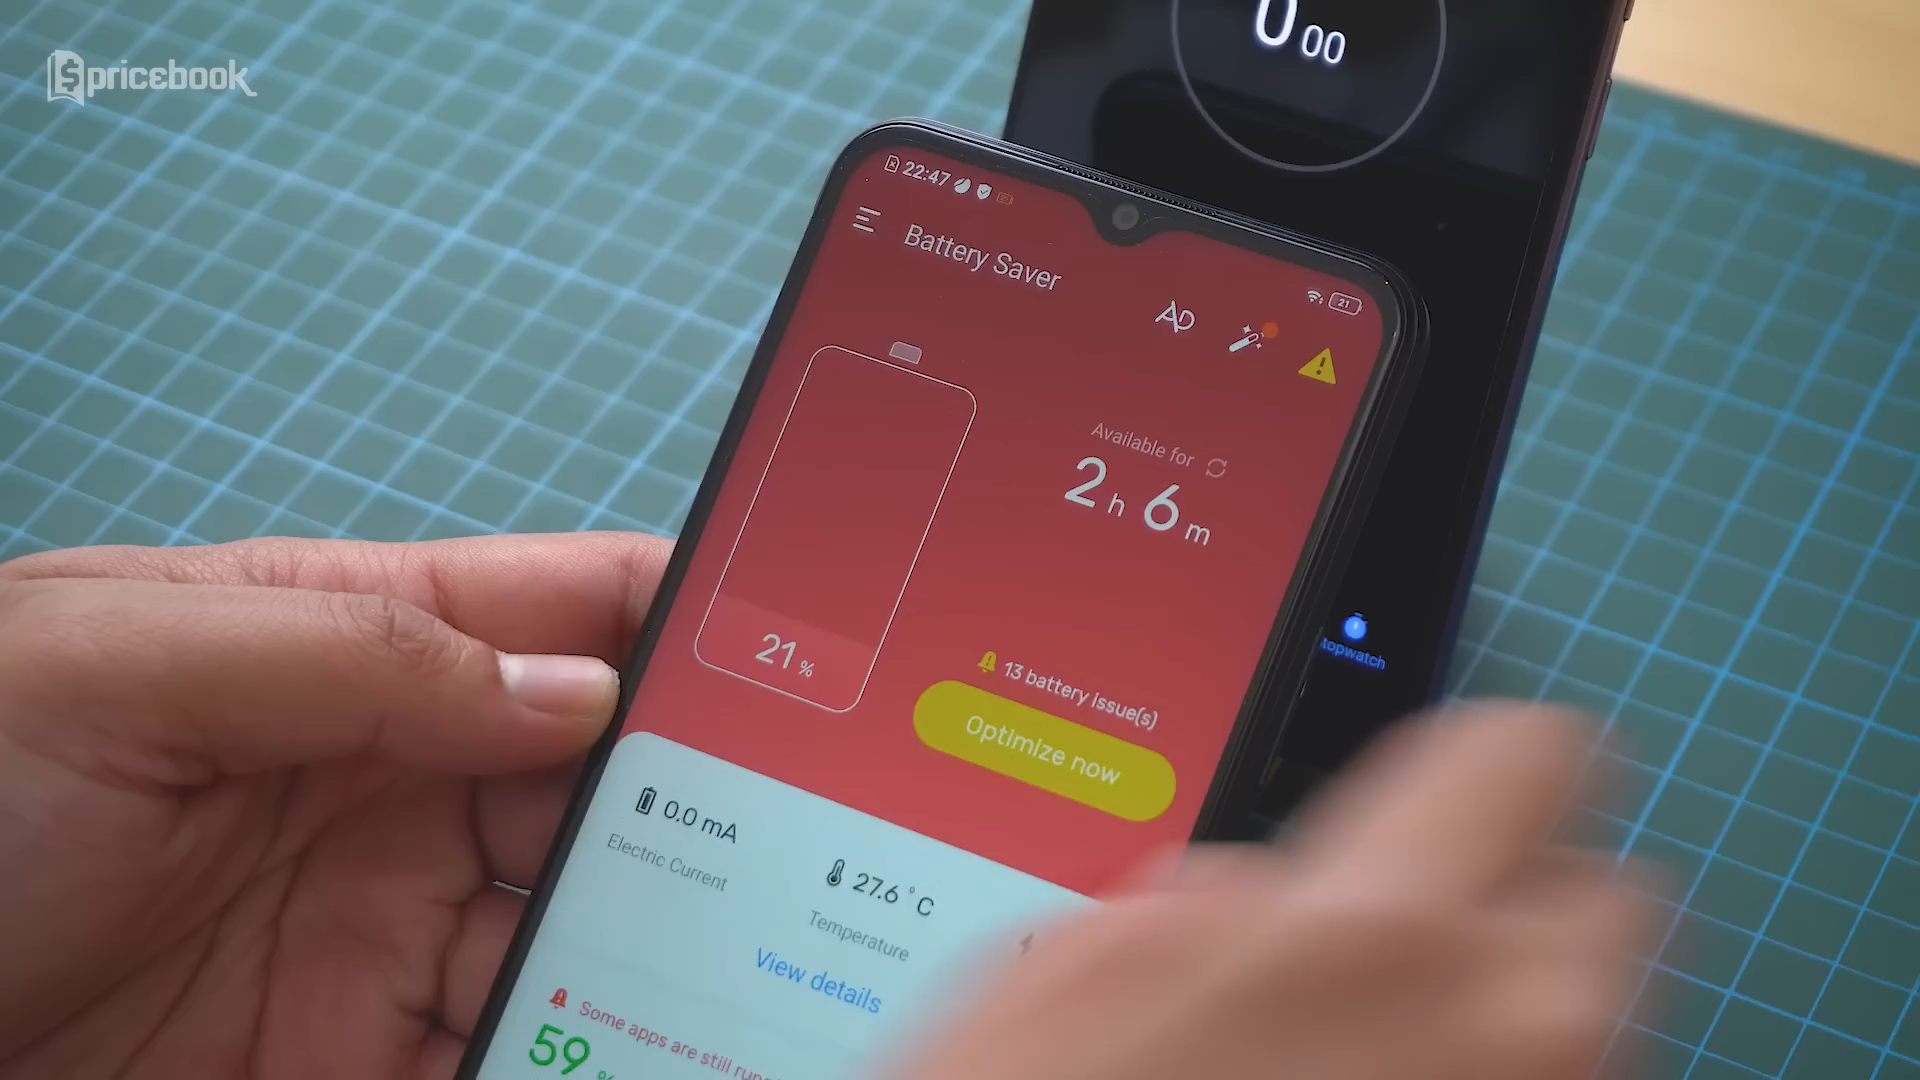 pricebook
0 00
22:47
21
Battery Saver
AD
Available for
2 h 6 m
21 %
13 battery issue(s)
Optimize now
0.0 mA
Electric Current
27.6 °C
Temperature
View details
topwatch
Some apps are still
59 %